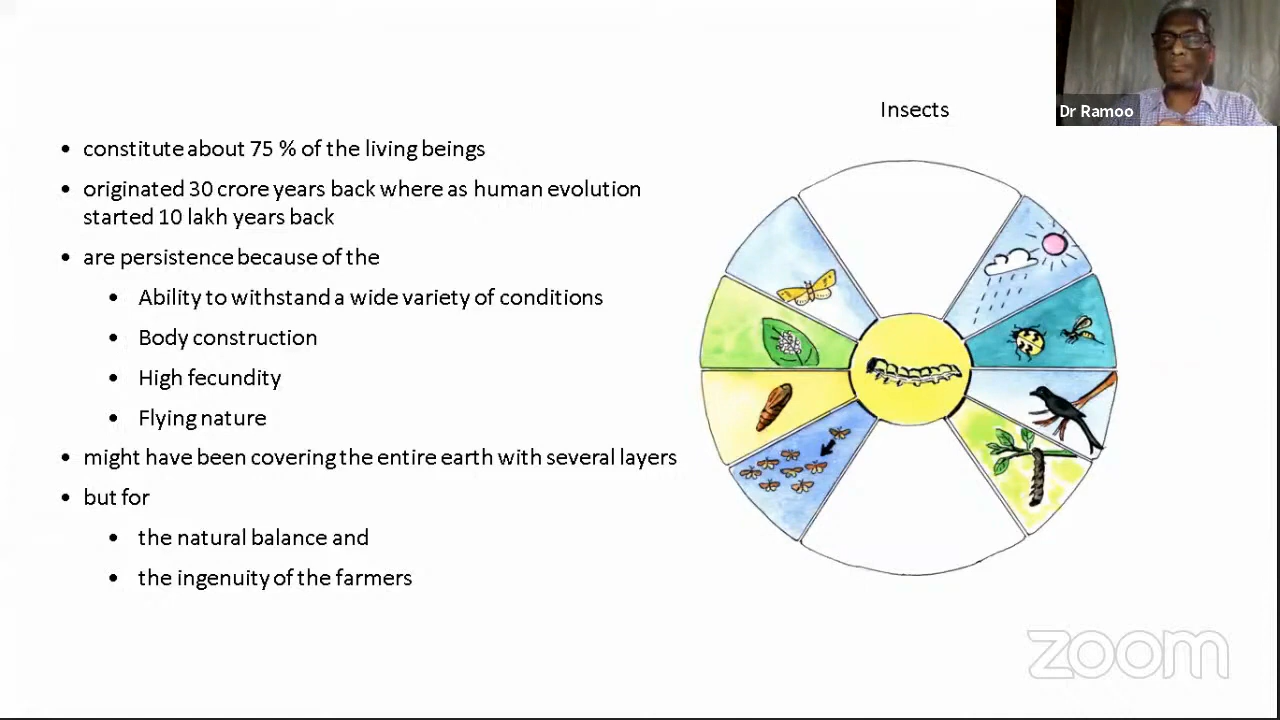 Dr Ramoo
Insects
• constitute about 75 % of the living beings
• originated 30 crore years back where as human evolution
started 10 lakh years back
• are persistence because of the
• Ability to withstand a wide variety of conditions
• Body construction
• High fecundity
• Flying nature
• might have been covering the entire earth with several layers
• but for
• the natural balance and
• the ingenuity of the farmers
zoom